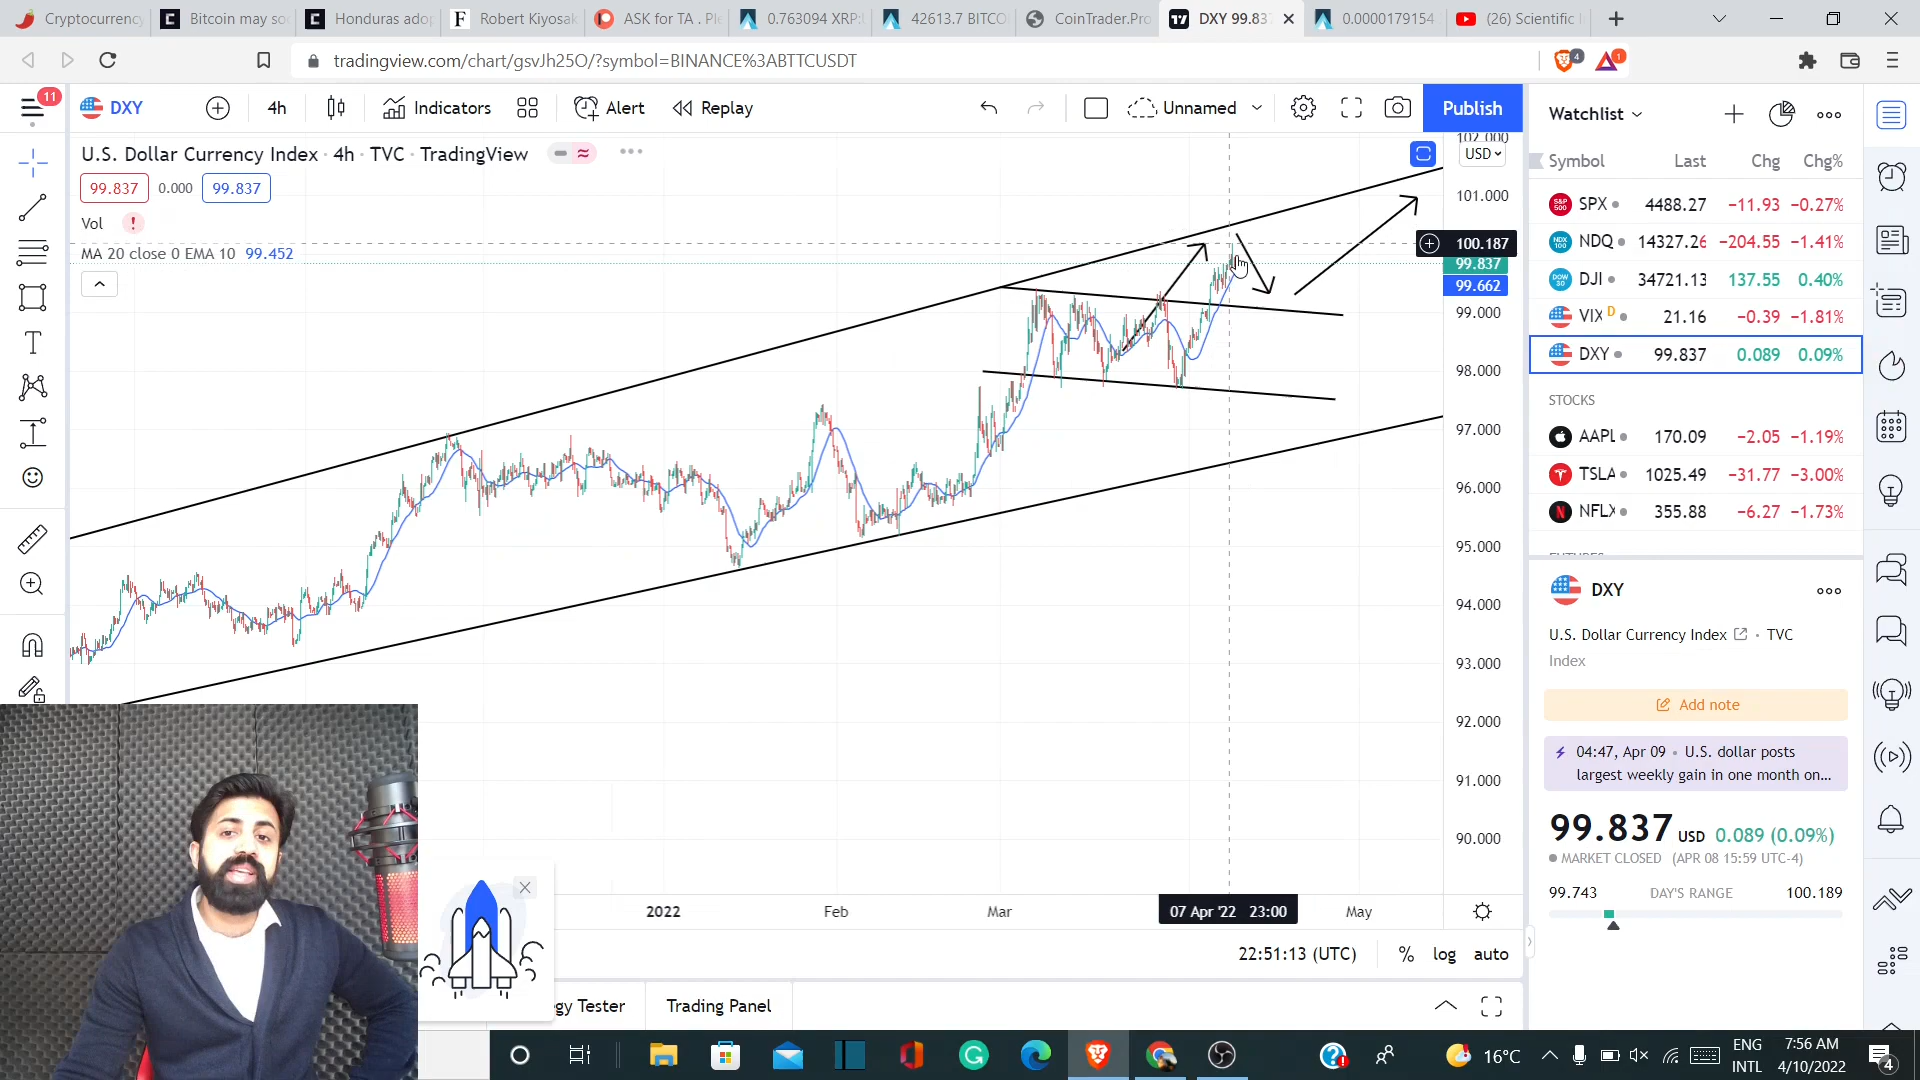 Cryptocurrency
Bitcoin may so
Honduras adop
F Robert Kiyosak
ASK for TA . Ple
0.763094 XRP:U
42613.7 BITCO
CoinTrader.Pro
DXY 99.837
0.0000179154
(26) Scientific
tradingview.com/chart/gsvJh25O/?symbol=BINANCE%3ABTTCUSDT
4
1
11
DXY
4h
Indicators
Alert
Replay
Unnamed
Publish
U.S. Dollar Currency Index · 4h · TVC · TradingView
99.837
0.000
99.837
Vol
MA 20 close 0 EMA 10 99.452
102.000
USD
101.000
100.187
99.837
99.662
99.000
98.000
97.000
96.000
95.000
94.000
93.000
92.000
91.000
90.000
2022
Feb
Mar
07 Apr '22 23:00
May
22:51:13 (UTC)
%
log
auto
gy Tester
Trading Panel
Watchlist
Symbol Last Chg Chg%
SPX 4488.27 −11.93 −0.27%
NDQ 14327.26 −204.55 −1.41%
DJI 34721.13 137.55 0.40%
VIX D 21.16 −0.39 −1.81%
DXY 99.837 0.089 0.09%
STOCKS
AAPL 170.09 −2.05 −1.19%
TSLA 1025.49 −31.77 −3.00%
NFLX 355.88 −6.27 −1.73%
DXY
U.S. Dollar Currency Index · TVC
Index
Add note
04:47, Apr 09 · U.S. dollar posts
largest weekly gain in one month on...
99.837 USD 0.089 (0.09%)
MARKET CLOSED (APR 08 15:59 UTC-4)
99.743 DAY'S RANGE 100.189
16°C
ENG
INTL
7:56 AM
4/10/2022
4